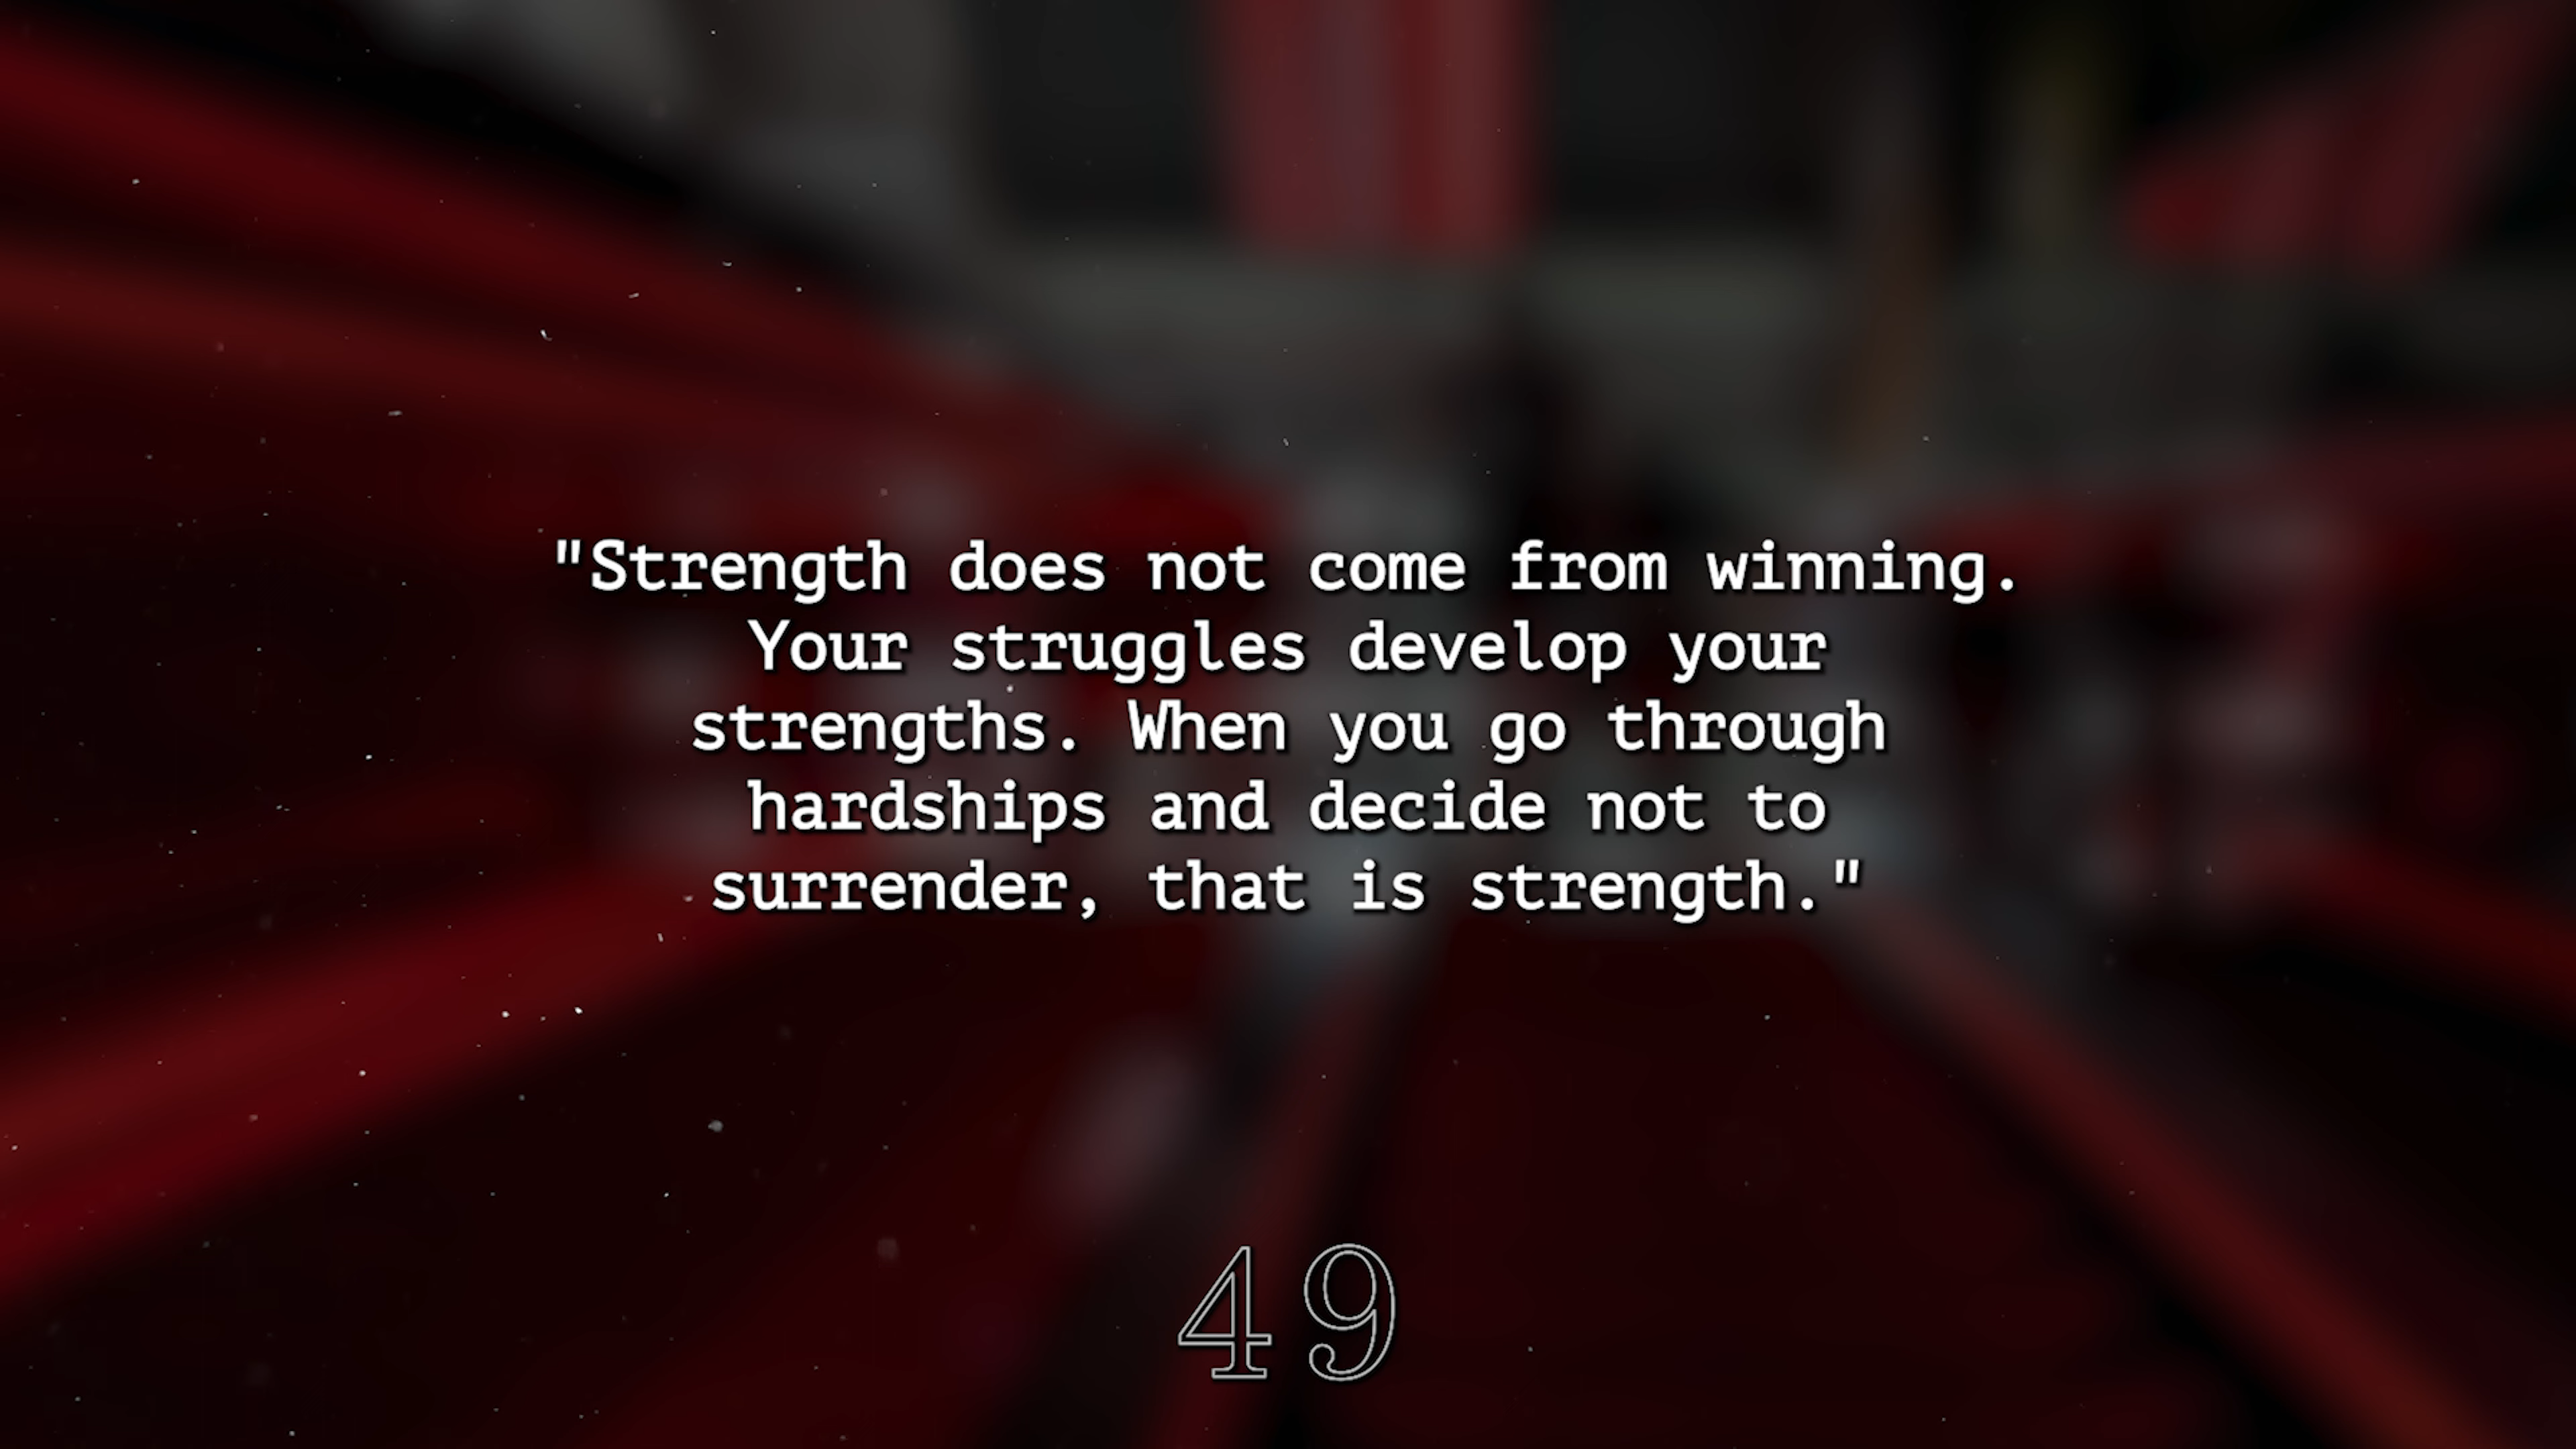 "Strength does not come from winning.
Your struggles develop your
strengths. When you go through
hardships and decide not to
surrender, that is strength."
49